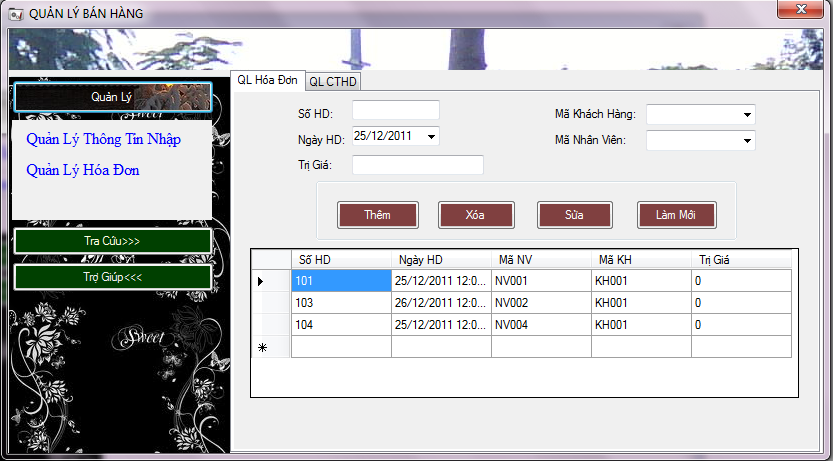 QUẢN LÝ BÁN HÀNG
Quản Lý
Sweet
Quản Lý Thông Tin Nhập
Quản Lý Hóa Đơn
Tra Cứu>>>
Trợ Giúp<<<
Sweet
QL Hóa Đơn QL CTHD
Số HD: Mã Khách Hàng:
Ngày HD: 25/12/2011 Mã Nhân Viên:
Trị Giá:
Thêm Xóa Sửa Làm Mới
Số HD Ngày HD Mã NV Mã KH Trị Giá
101 25/12/2011 12:0... NV001 KH001 0
103 26/12/2011 12:0... NV002 KH001 0
104 25/12/2011 12:0... NV004 KH001 0